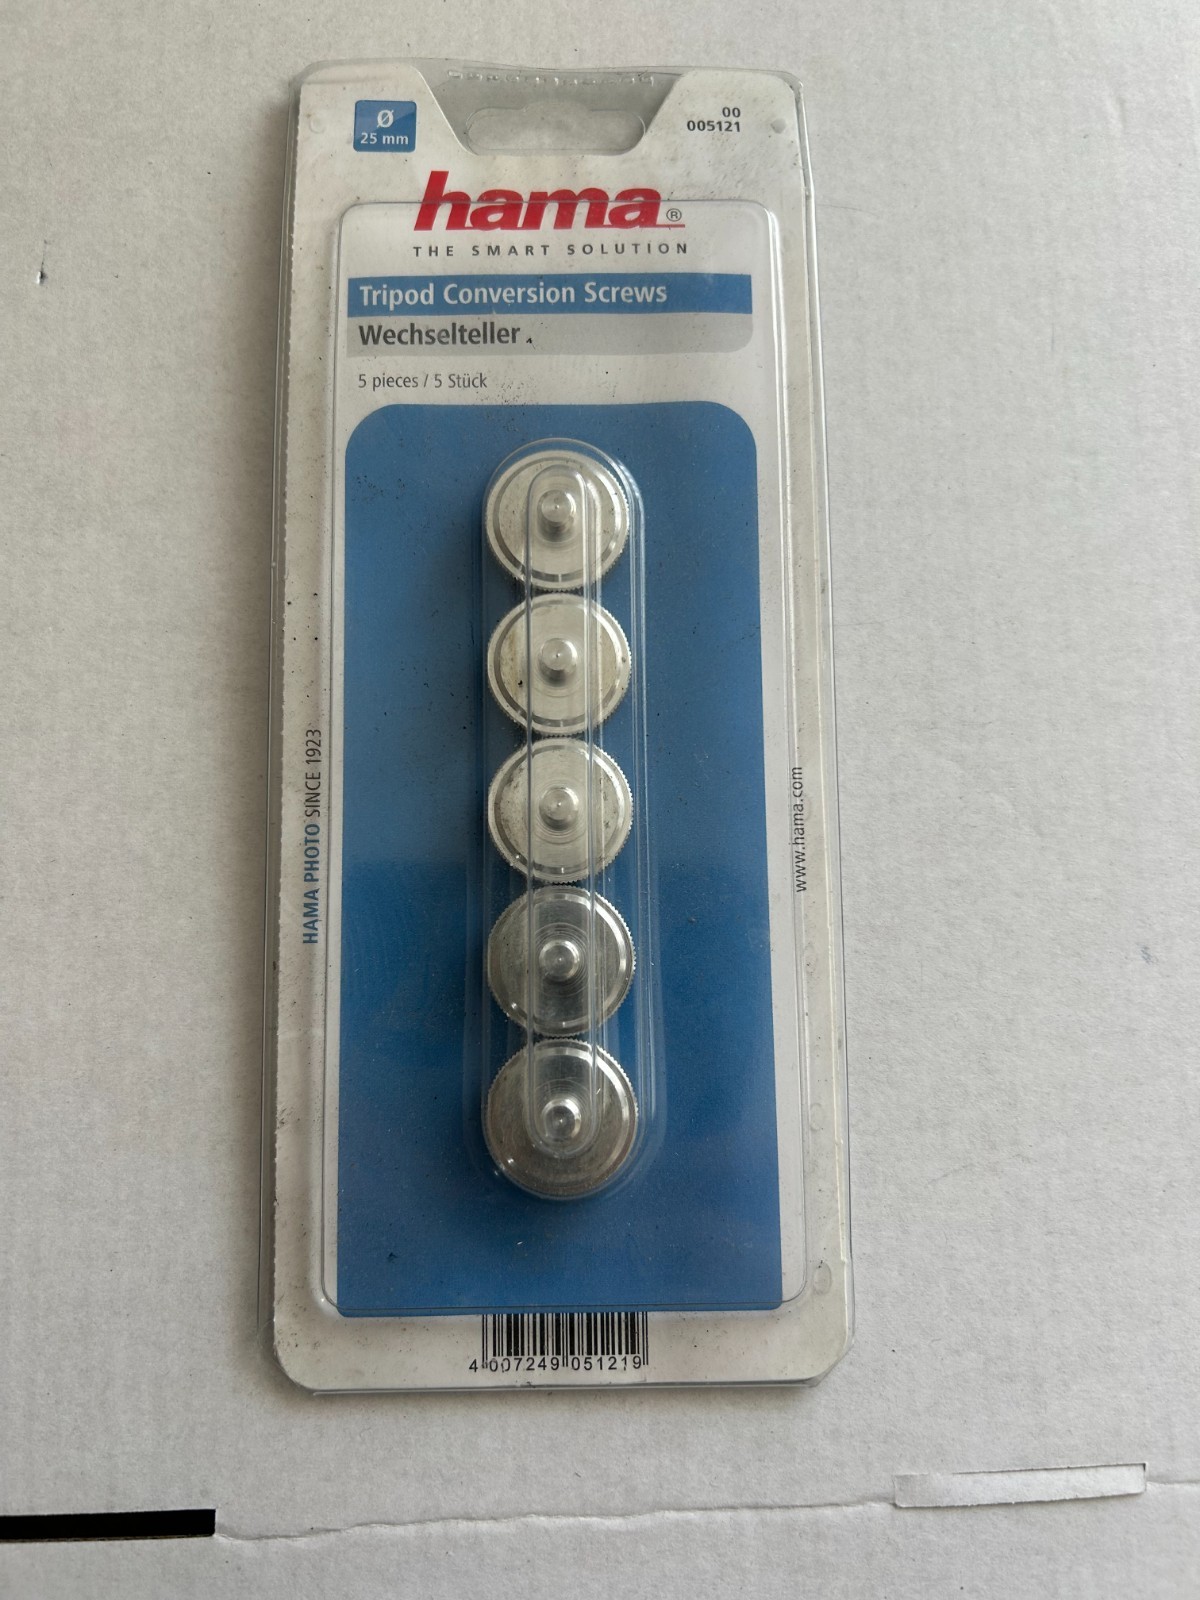 Ø
25 mm
00
005121
hama®
THE SMART SOLUTION
Tripod Conversion Screws
Wechselteller
5 pieces / 5 Stück
HAMA PHOTO SINCE 1923
www.hama.com
4 007249 051219